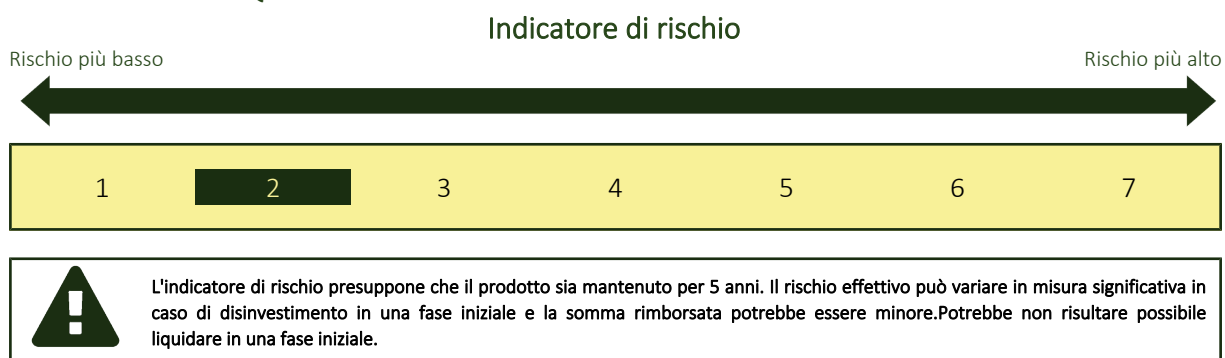 Indicatore di rischio
Rischio più basso
Rischio più alto
1 2 3 4 5 6 7
L'indicatore di rischio presuppone che il prodotto sia mantenuto per 5 anni. Il rischio effettivo può variare in misura significativa in
caso di disinvestimento in una fase iniziale e la somma rimborsata potrebbe essere minore.Potrebbe non risultare possibile
liquidare in una fase iniziale.